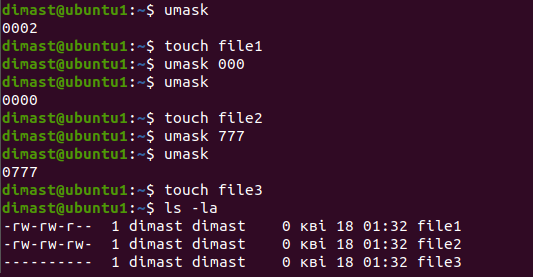 dimast@ubuntu1:~$ umask
0002
dimast@ubuntu1:~$ touch file1
dimast@ubuntu1:~$ umask 000
dimast@ubuntu1:~$ umask
0000
dimast@ubuntu1:~$ touch file2
dimast@ubuntu1:~$ umask 777
dimast@ubuntu1:~$ umask
0777
dimast@ubuntu1:~$ touch file3
dimast@ubuntu1:~$ ls -la
-rw-rw-r--  1 dimast dimast    0 кві 18 01:32 file1
-rw-rw-rw-  1 dimast dimast    0 кві 18 01:32 file2
----------  1 dimast dimast    0 кві 18 01:32 file3